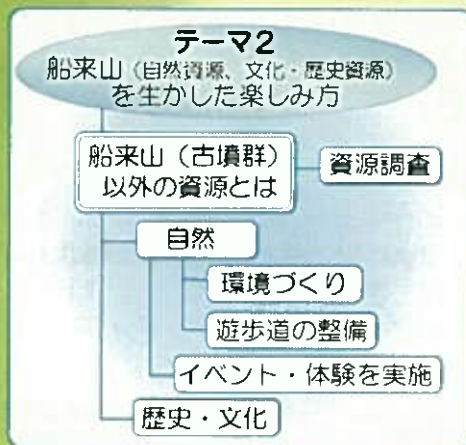 テーマ2
船来山（自然資源、文化・歴史資源）
を生かした楽しみ方
船来山（古墳群）
以外の資源とは
資源調査
自然
環境づくり
遊歩道の整備
イベント・体験を実施
歴史・文化